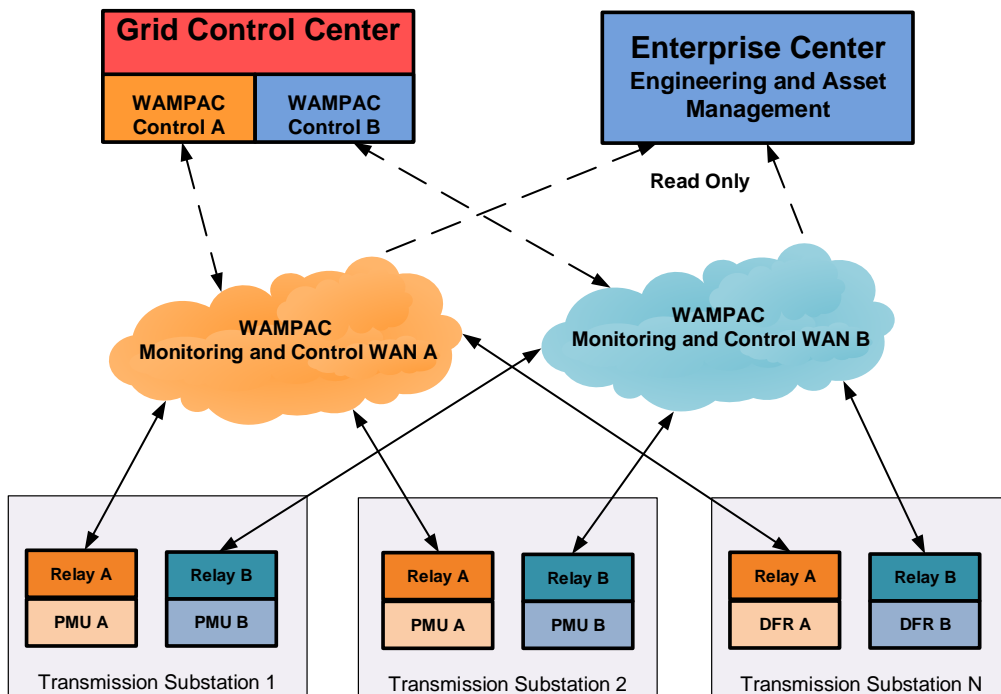 Grid Control Center
WAMPAC
Control A
WAMPAC
Control B
Enterprise Center
Engineering and Asset
Management
Read Only
WAMPAC
Monitoring and Control WAN A
WAMPAC
Monitoring and Control WAN B
Relay A
PMU A
Relay B
PMU B
Transmission Substation 1
Relay A
PMU A
Relay B
PMU B
Transmission Substation 2
Relay A
DFR A
Relay B
DFR B
Transmission Substation N